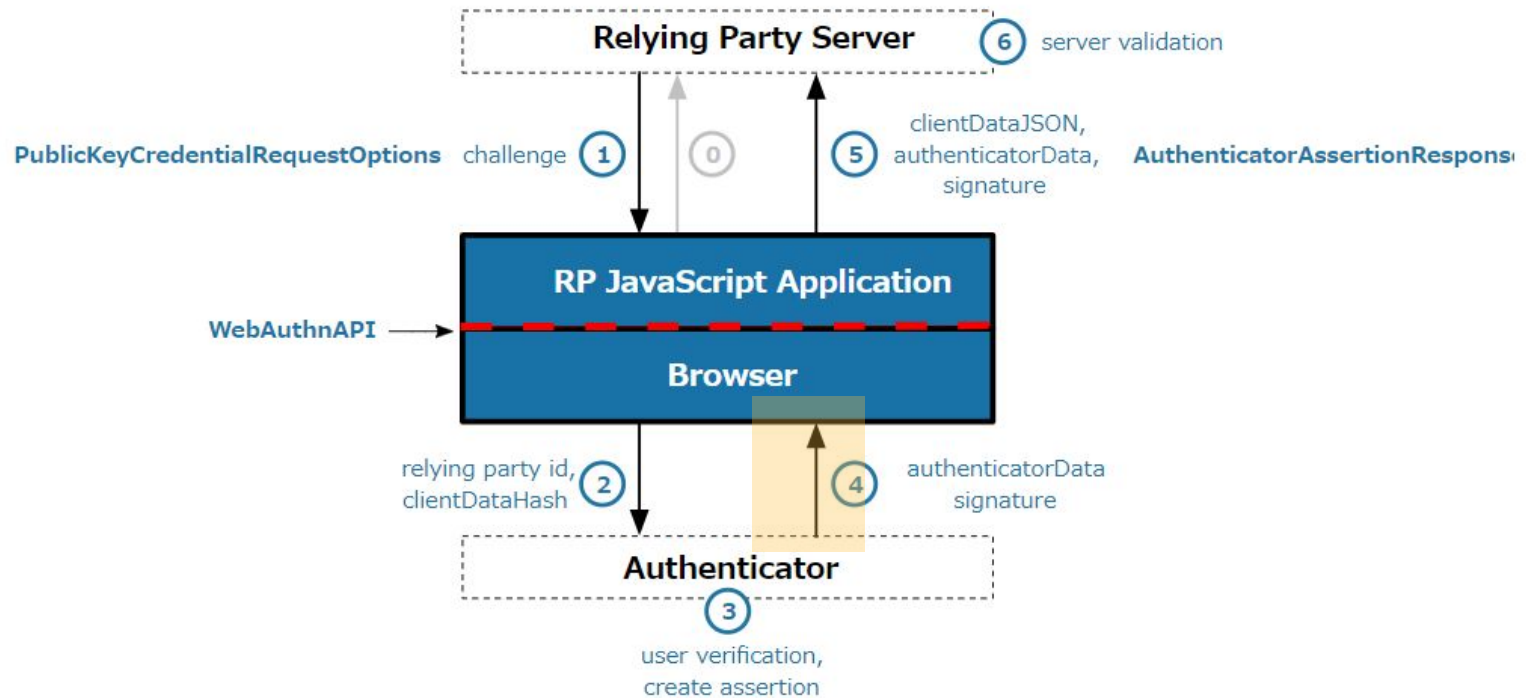 Relying Party Server
6 server validation
PublicKeyCredentialRequestOptions challenge 1
0
5
clientDataJSON,
authenticatorData,
signature
AuthenticatorAssertionRespons
RP JavaScript Application
WebAuthnAPI
Browser
relying party id,
clientDataHash
2
4
authenticatorData
signature
Authenticator
3
user verification,
create assertion